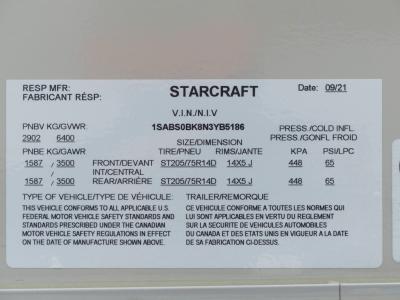 RESP MFR:
FABRICANT RÉSP:
STARCRAFT
Date: 09/21
V.I.N./N.I.V
PNBV KG/GVWR:
1SABS0BK8N3YB5186
PRESS./COLD INFL.
2902 6400
SIZE/DIMENSION
PRESS./GONFL FROID
PNBE KG/GAWR
TIRE/PNEU RIMS/JANTE KPA PSI/LPC
1587 / 3500 FRONT/DEVANT ST205/75R14D 14X5 J 448 65
/ INT/CENTRAL
1587 / 3500 REAR/ARRIÈRE ST205/75R14D 14X5 J 448 65
TYPE OF VEHICLE/TYPE DE VÉHICULE:
TRAILER/REMORQUE
THIS VEHICLE CONFORMS TO ALL APPLICABLE U.S.
FEDERAL MOTOR VEHICLE SAFETY STANDARDS AND
STANDARDS PRESCRIBED UNDER THE CANADIAN
MOTOR VEHICLE SAFETY REGULATIONS IN EFFECT
ON THE DATE OF MANUFACTURE SHOWN ABOVE.
CE VÉHICULE CONFORME A TOUTES LES NORMES QUI
LUI SONT APPLICABLES EN VERTU DU REGLEMENT
SUR LA SECURITE DE VEHICULES AUTOMOBILES
DU CANADA ET DES ETATS UNIS EN VIGUEUR A LA DATE
DE SA FABRICATION CI-DESSUS.